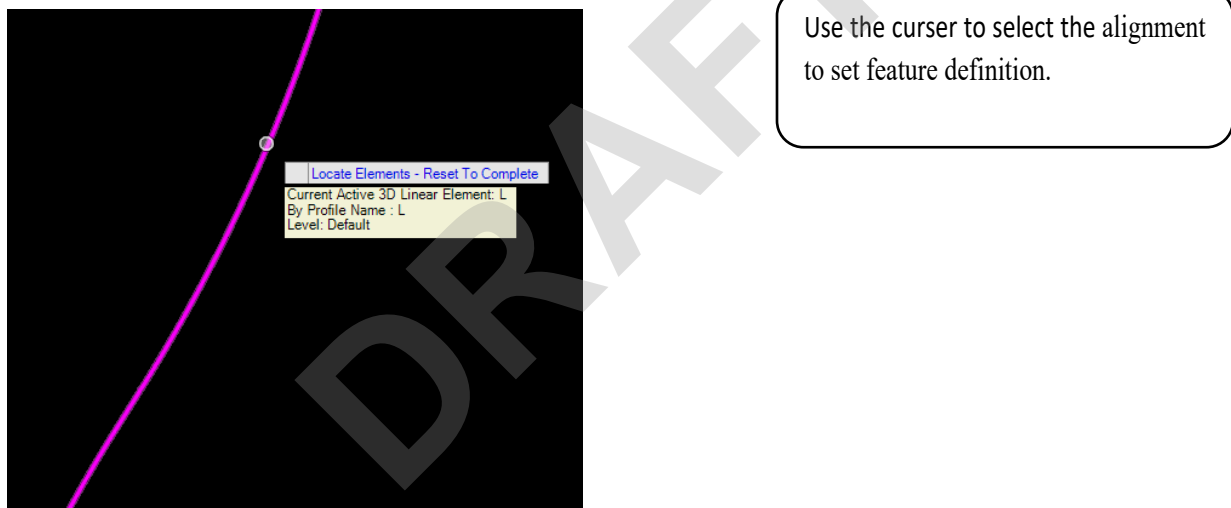 Use the curser to select the alignment
to set feature definition.
Locate Elements - Reset To Complete
Current Active 3D Linear Element: L
By Profile Name : L
Level: Default
DRAFT